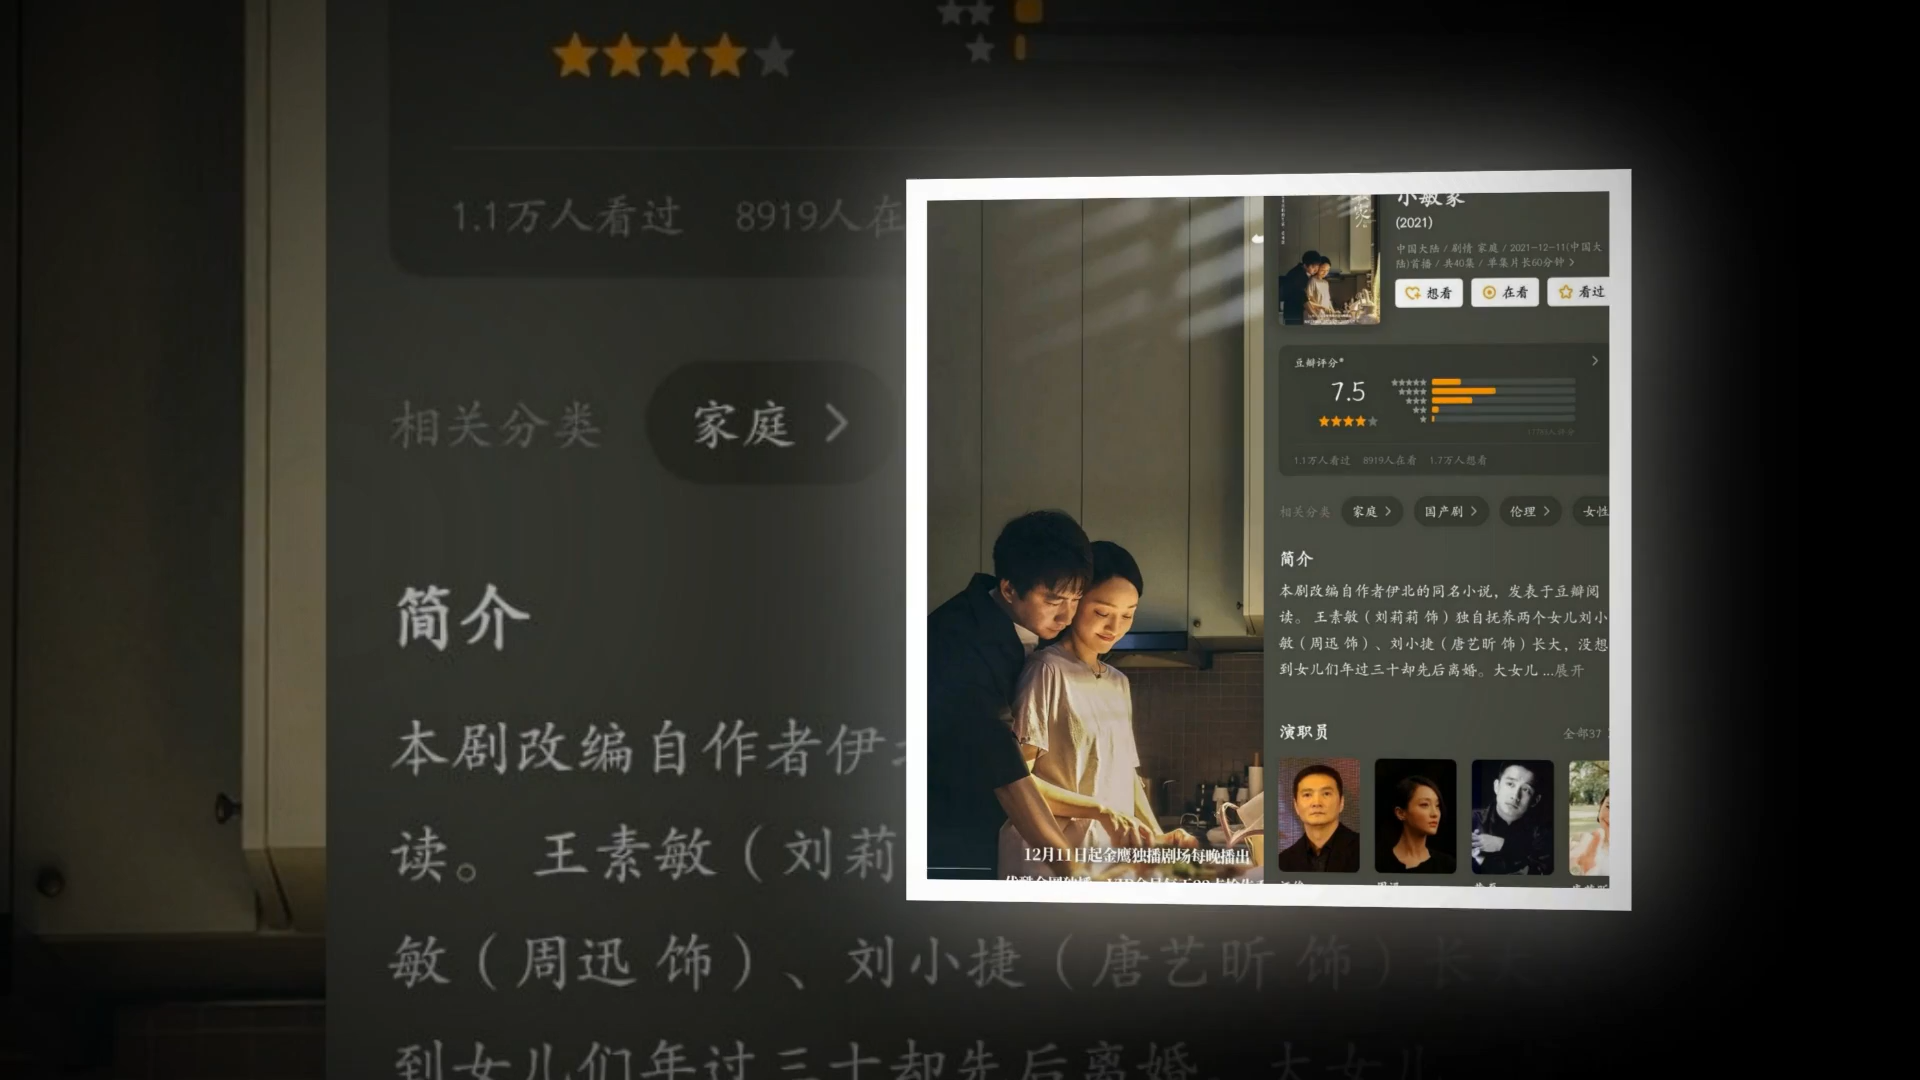 1.1万人看过 8919人在
相关分类 家庭
简介
本剧改编自作者伊
读。 王素敏（刘莉
敏（周迅 饰）、刘小捷（唐艺昕 饰）长大
到女儿们年过三十却先后离婚。大女儿
小敏家
(2021)
中国大陆 / 剧情 家庭 / 2021-12-11(中国大
陆)首播 / 共40集 / 单集片长60分钟
想看 在看 看过
豆瓣评分
7.5
1.1万人看过 8919人在看 1.7万人想看
相关分类 家庭 国产剧 伦理 女性
简介
本剧改编自作者伊北的同名小说，发表于豆瓣阅
读。 王素敏（刘莉莉 饰）独自抚养两个女儿刘小
敏（周迅 饰）、刘小捷（唐艺昕 饰）长大，没想
到女儿们年过三十却先后离婚。大女儿 ...展开
演职员 全部37
12月11日起金鹰独播剧场每晚播出